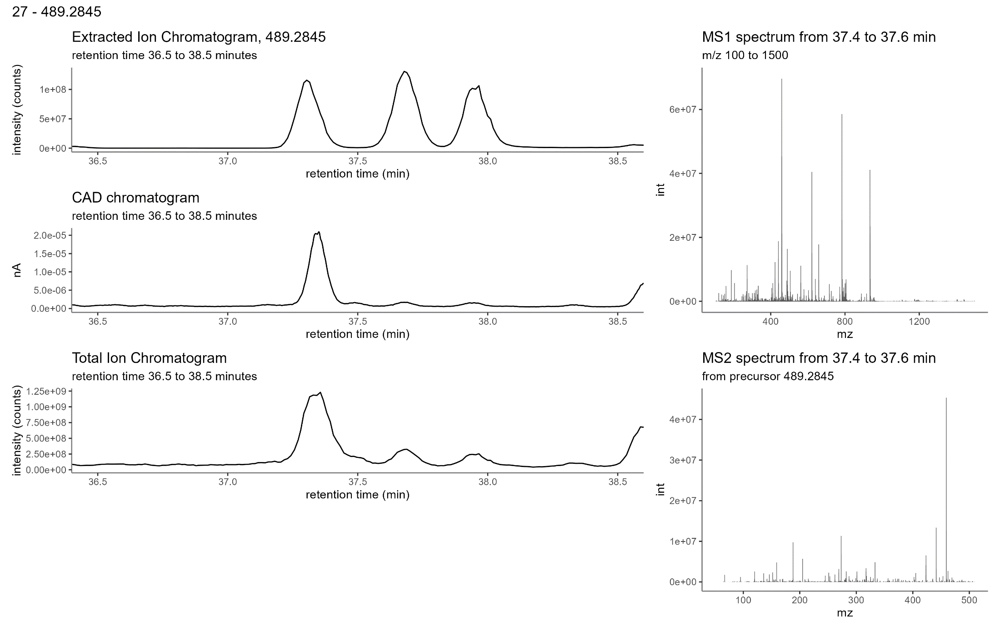 27 - 489.2845
Extracted Ion Chromatogram, 489.2845
retention time 36.5 to 38.5 minutes
intensity (counts)
1e+08
5e+07
0e+00
36.5 37.0 37.5 38.0 38.5
retention time (min)
CAD chromatogram
retention time 36.5 to 38.5 minutes
nA
2.0e-05
1.5e-05
1.0e-05
5.0e-06
0.0e+00
36.5 37.0 37.5 38.0 38.5
retention time (min)
Total Ion Chromatogram
retention time 36.5 to 38.5 minutes
intensity (counts)
1.25e+09
1.00e+09
7.50e+08
5.00e+08
2.50e+08
0.00e+00
36.5 37.0 37.5 38.0 38.5
retention time (min)
MS1 spectrum from 37.4 to 37.6 min
m/z 100 to 1500
int
6e+07
4e+07
2e+07
0e+00
400 800 1200
mz
MS2 spectrum from 37.4 to 37.6 min
from precursor 489.2845
int
4e+07
3e+07
2e+07
1e+07
0e+00
100 200 300 400 500
mz